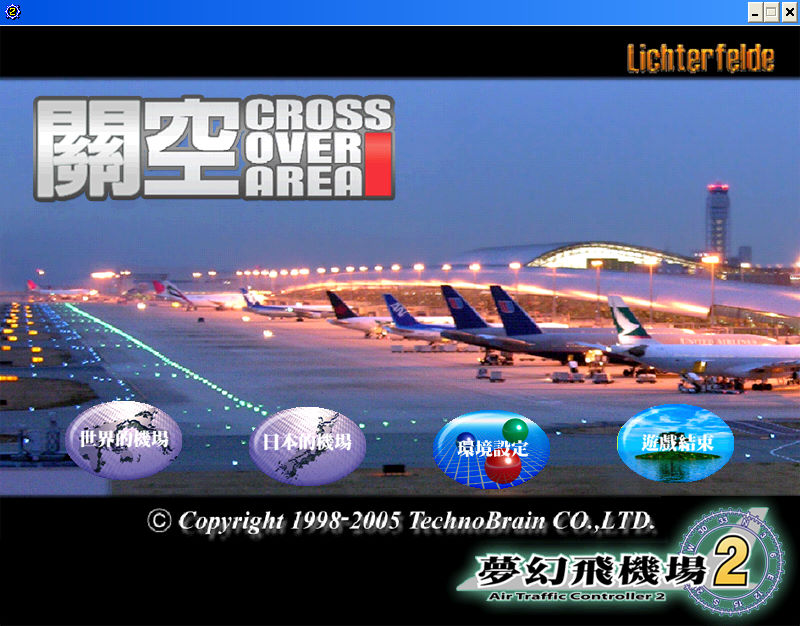 Lichterfelde
關空 CROSS
OVER
AREA
UNITED AIRLINES
世界的機場
日本的機場
環境設定
遊戲結束
© Copyright 1998-2005 TechnoBrain CO.,LTD.
夢幻飛機場 2
Air Traffic Controller 2